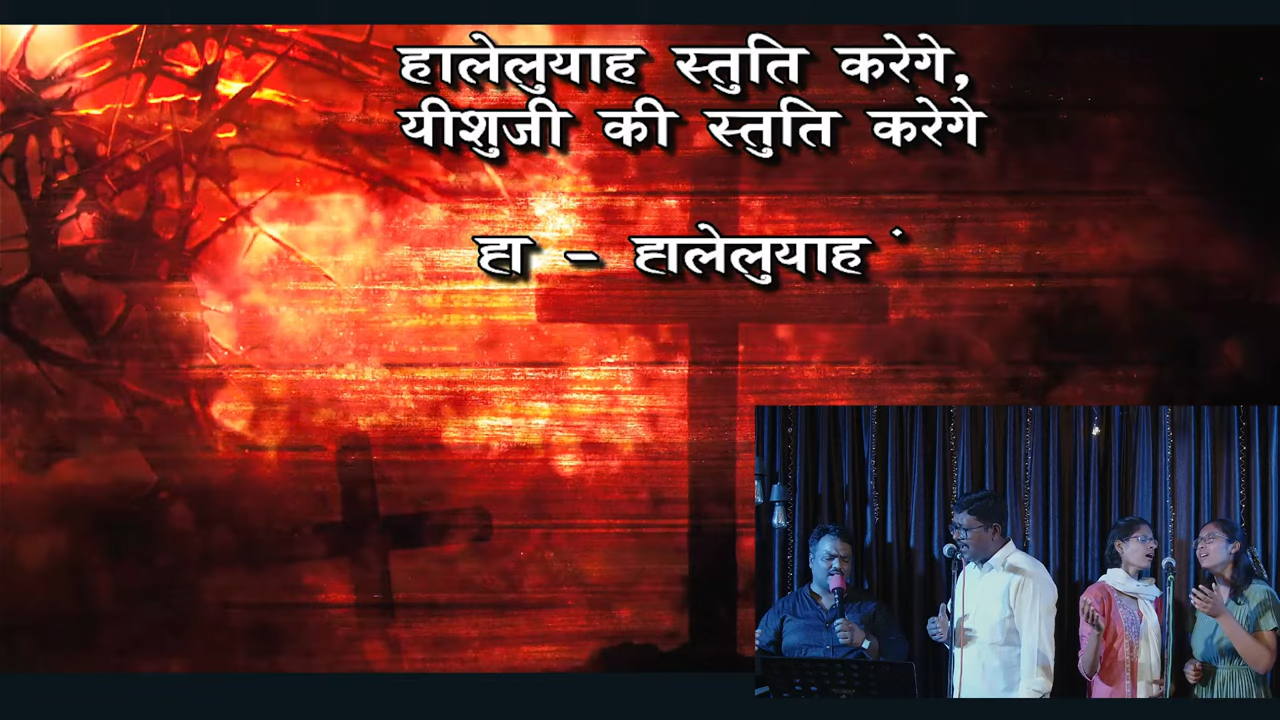 हालेलुयाह स्तुति करेगे,
यीशुजी की स्तुति करेगे
हा - हालेलुयाह